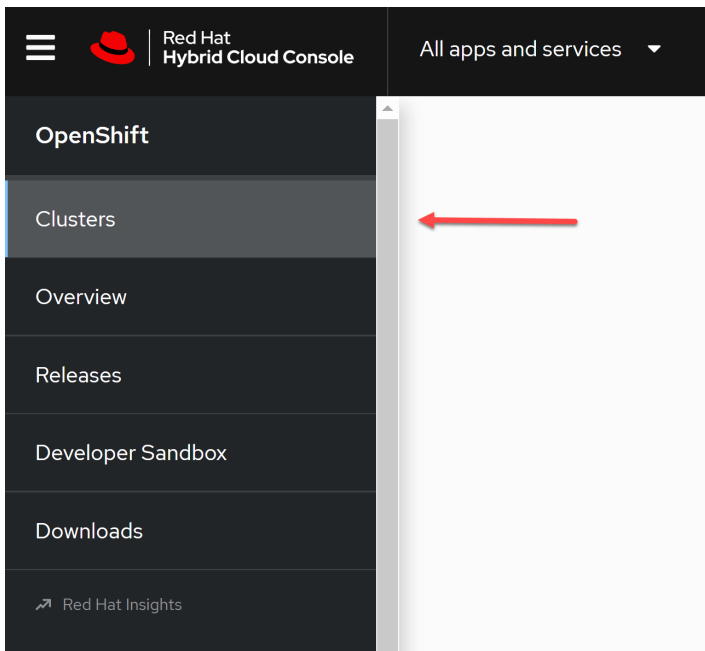 Red Hat
Hybrid Cloud Console
All apps and services
OpenShift
Clusters
Overview
Releases
Developer Sandbox
Downloads
Red Hat Insights